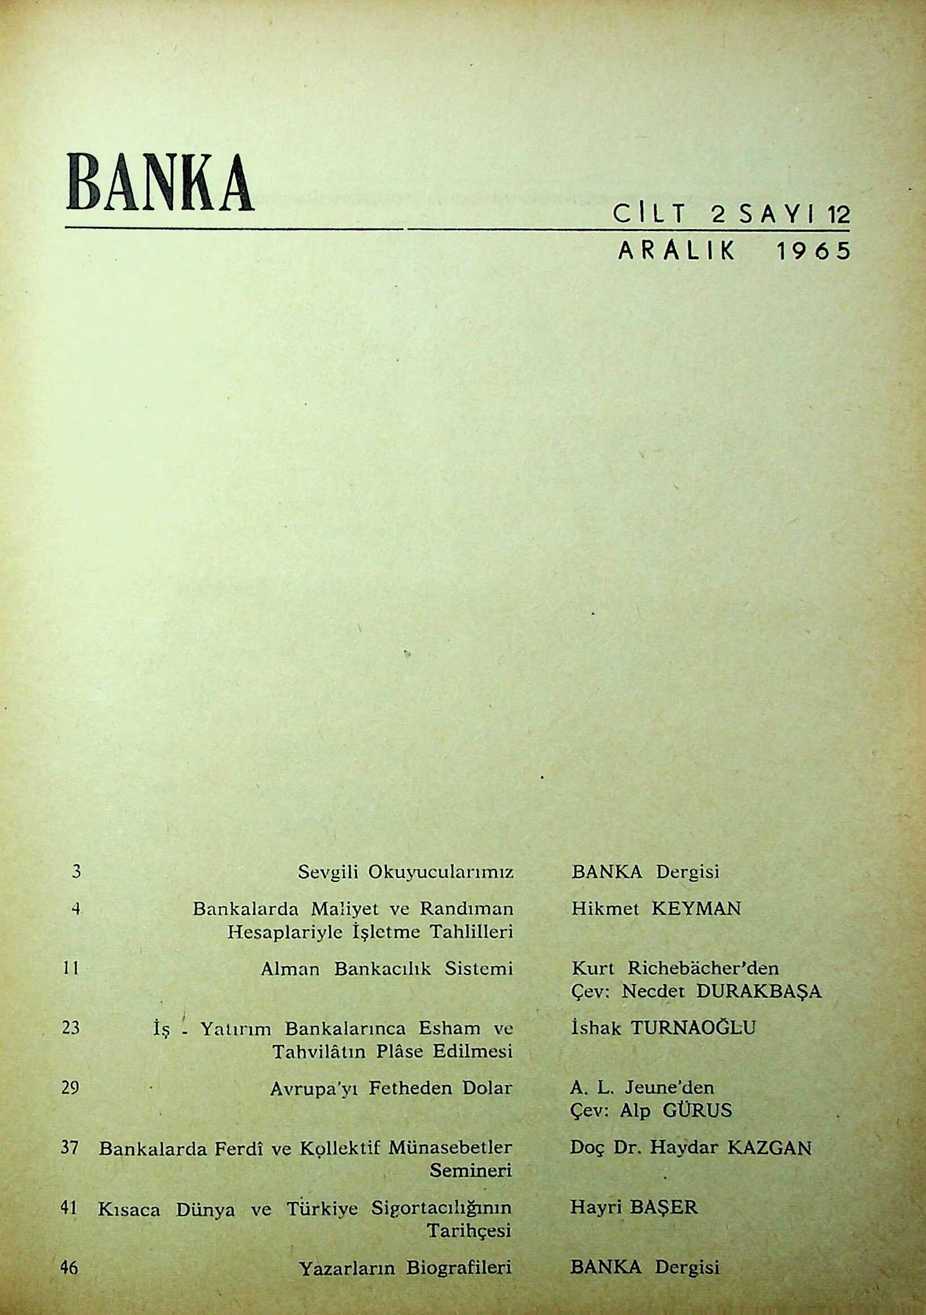 BANKA
CİLT 2 SAYI 12
ARALIK 1965
3 Sevgili Okuyucularımız BANKA Dergisi
4 Bankalarda Maliyet ve Randıman Hikmet KEYMAN
Hesaplariyle İşletme Tahlilleri
11 Alman Bankacılık Sistemi Kurt Richebächer'den
Çev: Necdet DURAKBAŞA
23 İş - Yatırım Bankalarınca Esham ve İshak TURNAOĞLU
Tahvilâtın Plâse Edilmesi
29 Avrupa'yı Fetheden Dolar A. L. Jeune'den
Çev: Alp GÜRUS
37 Bankalarda Ferdî ve Kollektif Münasebetler Doç Dr. Haydar KAZGAN
Semineri
41 Kısaca Dünya ve Türkiye Sigortacılığının Hayri BAŞER
Tarihçesi
46 Yazarların Biografileri BANKA Dergisi